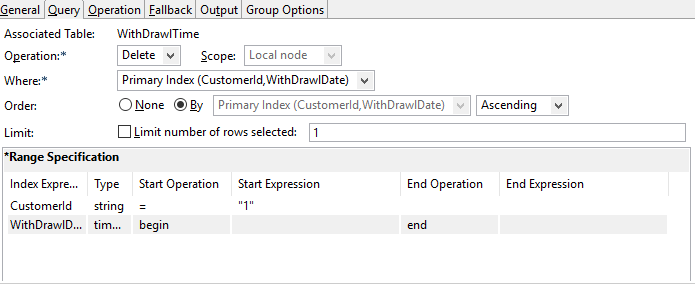 General Query Operation Fallback Output Group Options
Associated Table: WithDrawlTime
Operation:* Delete Scope: Local node
Where:* Primary Index (CustomerId,WithDrawlDate)
Order: None By Primary Index (CustomerId,WithDrawlDate) Ascending
Limit: Limit number of rows selected: 1
*Range Specification
Index Expre... Type Start Operation Start Expression End Operation End Expression
CustomerId string = "1"
WithDrawlD... tim... begin end